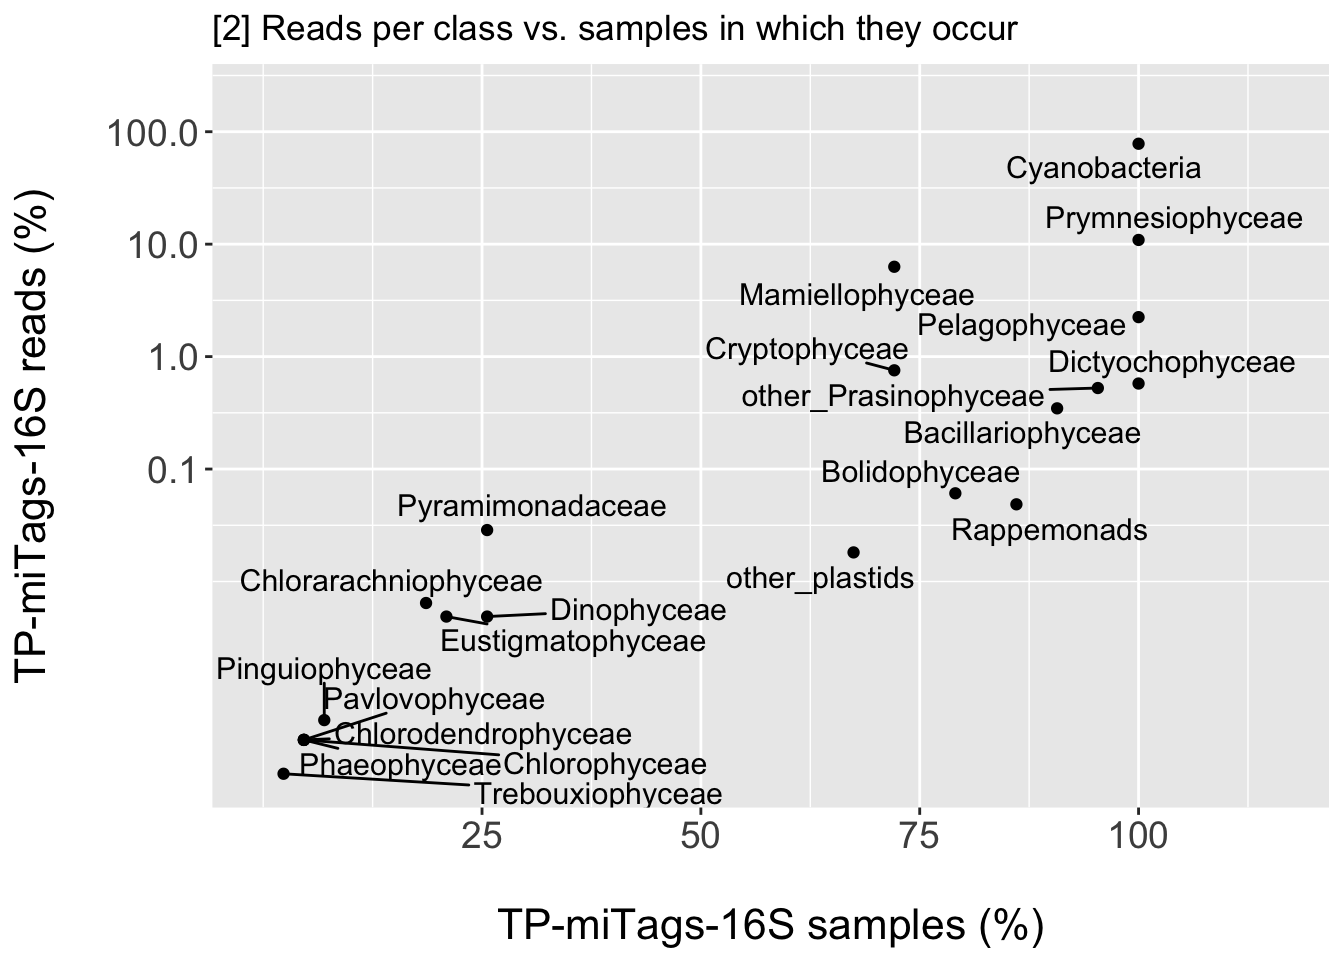 [2] Reads per class vs. samples in which they occur
TP-miTags-16S reads (%)
100.0
10.0
1.0
0.1
Cyanobacteria
Prymnesiophyceae
Mamiellophyceae
Pelagophyceae
Cryptophyceae
Dictyochophyceae
other_Prasinophyceae
Bacillariophyceae
Bolidophyceae
Pyramimonadaceae
Rappemonads
other_plastids
Chlorarachniophyceae
Dinophyceae
Eustigmatophyceae
Pinguiophyceae
Pavlovophyceae
Chlorodendrophyceae
Phaeophyceae
Chlorophyceae
Trebouxiophyceae
25 50 75 100
TP-miTags-16S samples (%)